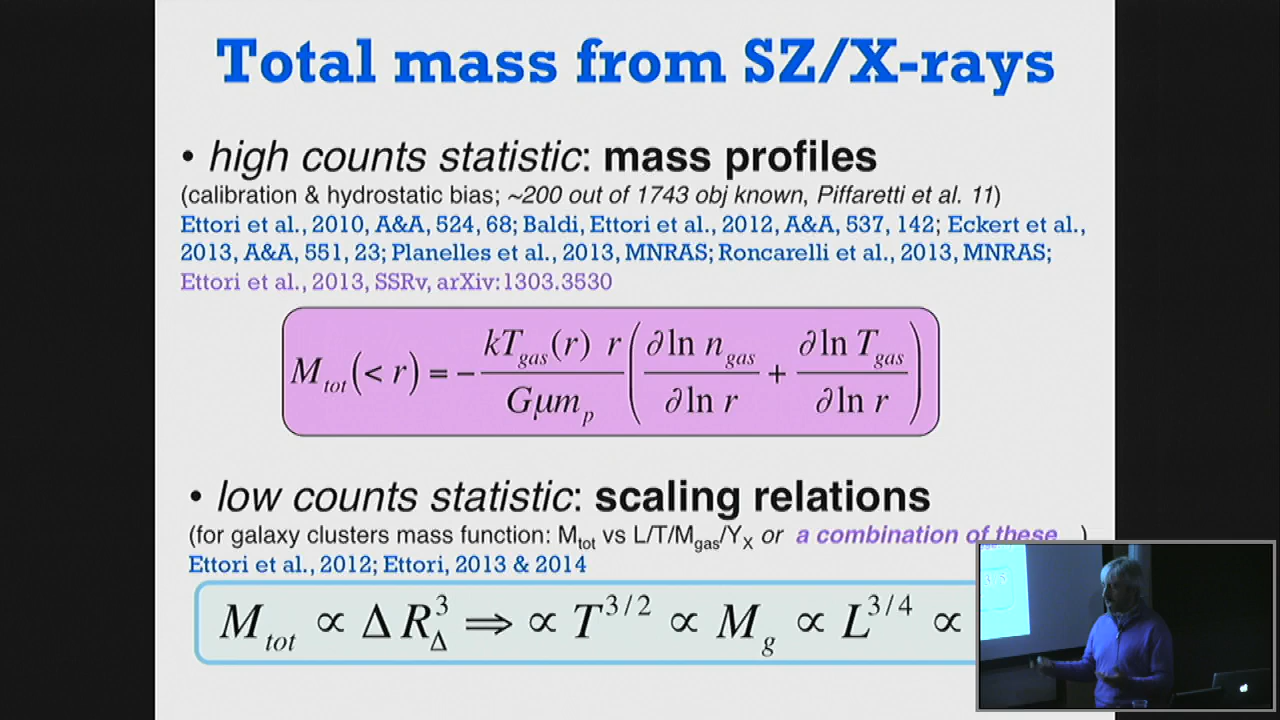 Total mass from SZ/X-rays
• high counts statistic: mass profiles
(calibration & hydrostatic bias; ~200 out of 1743 obj known, Piffaretti et al. 11)
Ettori et al., 2010, A&A, 524, 68; Baldi, Ettori et al., 2012, A&A, 537, 142; Eckert et al.,
2013, A&A, 551, 23; Planelles et al., 2013, MNRAS; Roncarelli et al., 2013, MNRAS;
Ettori et al., 2013, SSRv, arXiv:1303.3530
M_tot(< r) = − kT_gas(r) r / Gμm_p (∂ln n_gas / ∂ln r + ∂ln T_gas / ∂ln r)
• low counts statistic: scaling relations
(for galaxy clusters mass function: M_tot vs L/T/M_gas/Y_X or a combination of these )
Ettori et al., 2012; Ettori, 2013 & 2014
M_tot ∝ Δ R_Δ^3 ⇒ ∝ T^3/2 ∝ M_g ∝ L^3/4 ∝